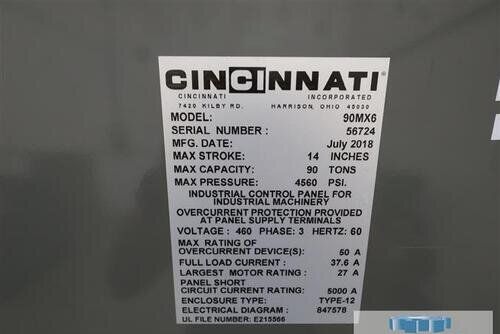 CINCINNATI®
CINCINNATI INCORPORATED
7420 KILBY RD. HARRISON, OHIO 45030
MODEL: 90MX6
SERIAL NUMBER : 56724
MFG. DATE: July 2018
MAX STROKE: 14 INCHES
MAX CAPACITY: 90 TONS
MAX PRESSURE: 4560 PSI.
INDUSTRIAL CONTROL PANEL FOR
INDUSTRIAL MACHINERY
OVERCURRENT PROTECTION PROVIDED
AT PANEL SUPPLY TERMINALS
VOLTAGE : 460 PHASE: 3 HERTZ: 60
MAX RATING OF
OVERCURRENT DEVICE(S): 50 A
FULL LOAD CURRENT : 37.6 A
LARGEST MOTOR RATING : 27 A
PANEL SHORT
CIRCUIT CURRENT RATING: 5000 A
ENCLOSURE TYPE: TYPE-12
ELECTRICAL DIAGRAM : 847578
UL FILE NUMBER: E215566